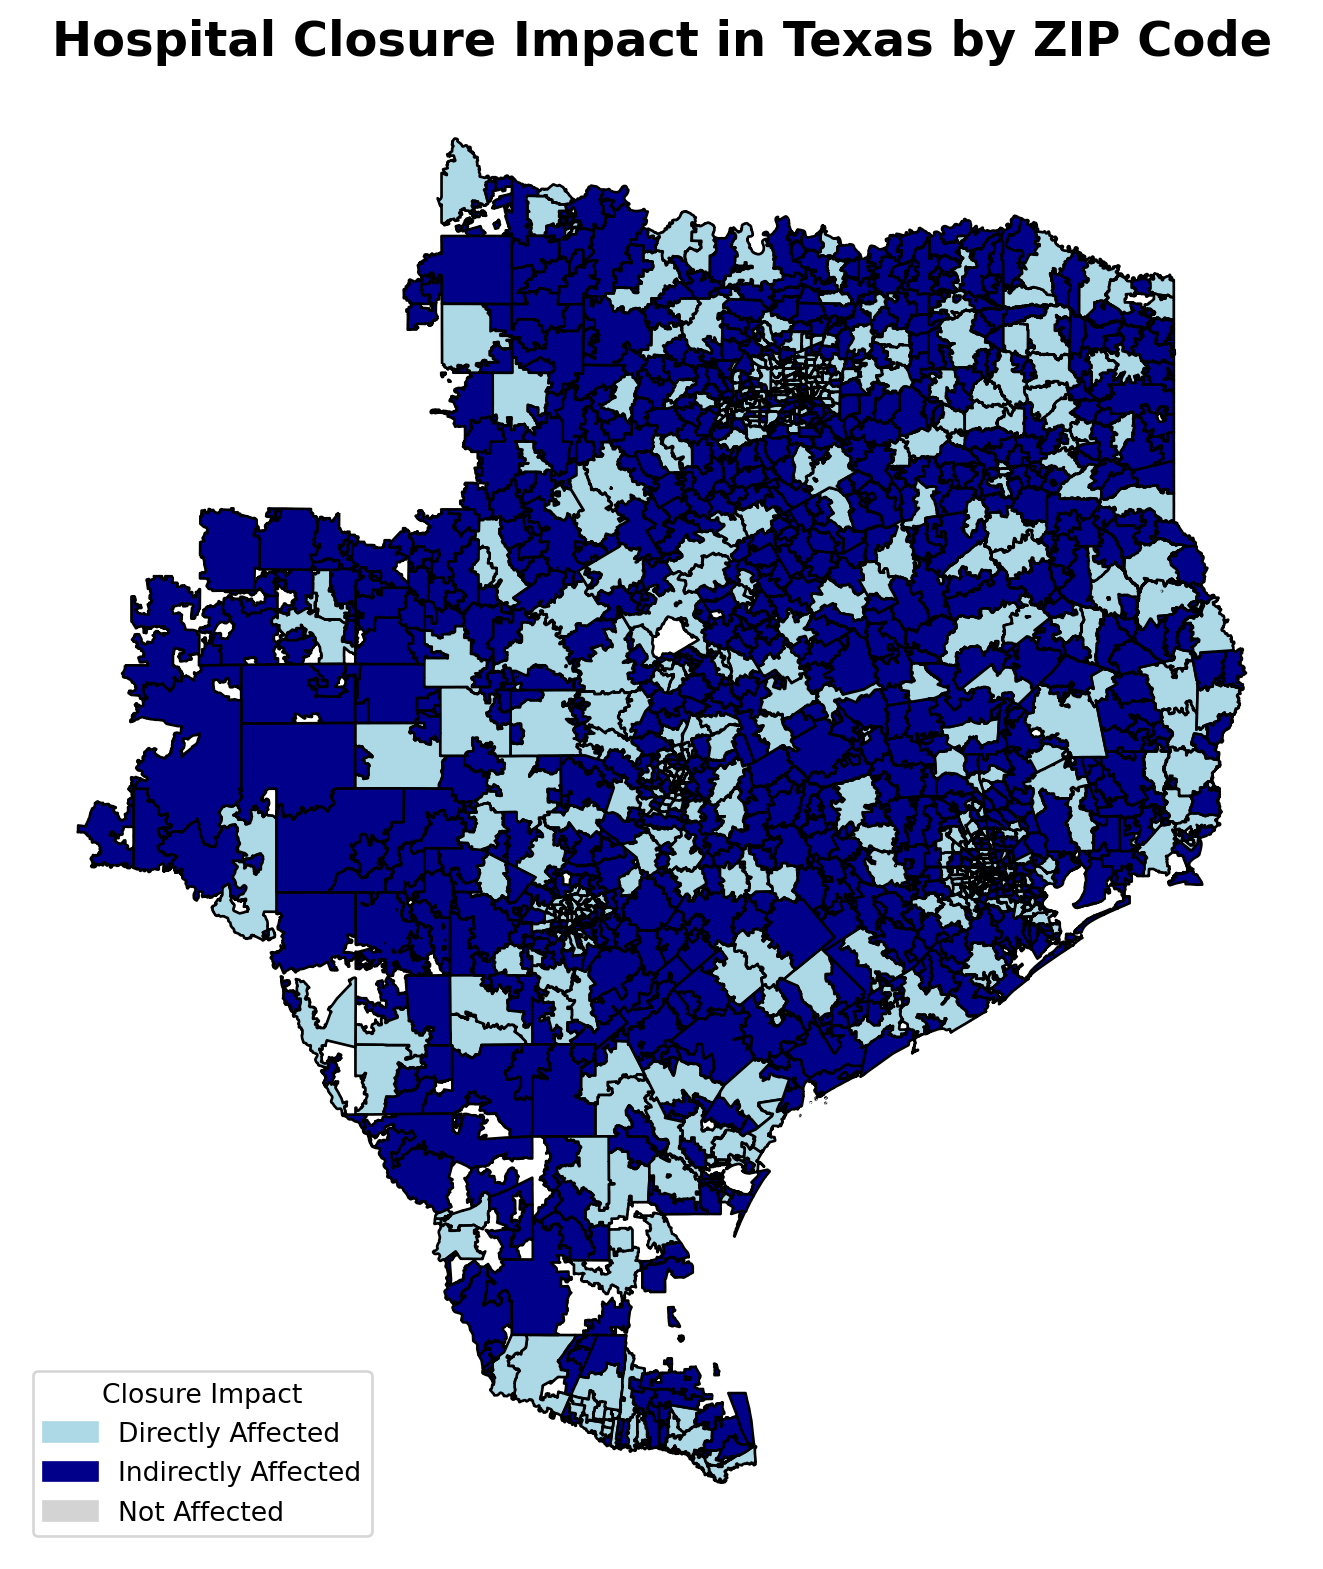 Hospital Closure Impact in Texas by ZIP Code
Closure Impact
Directly Affected
Indirectly Affected
Not Affected